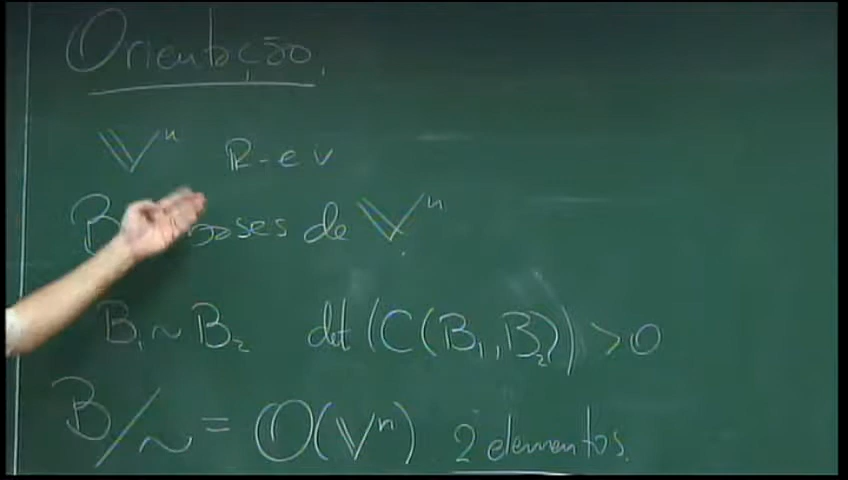 Orientação
𝕍ⁿ ℝ-ev
B bases de 𝕍ⁿ
B₁ ~ B₂ det (C(B₁, B₂)) > 0
B/~ = O(𝕍ⁿ) 2 elementos.